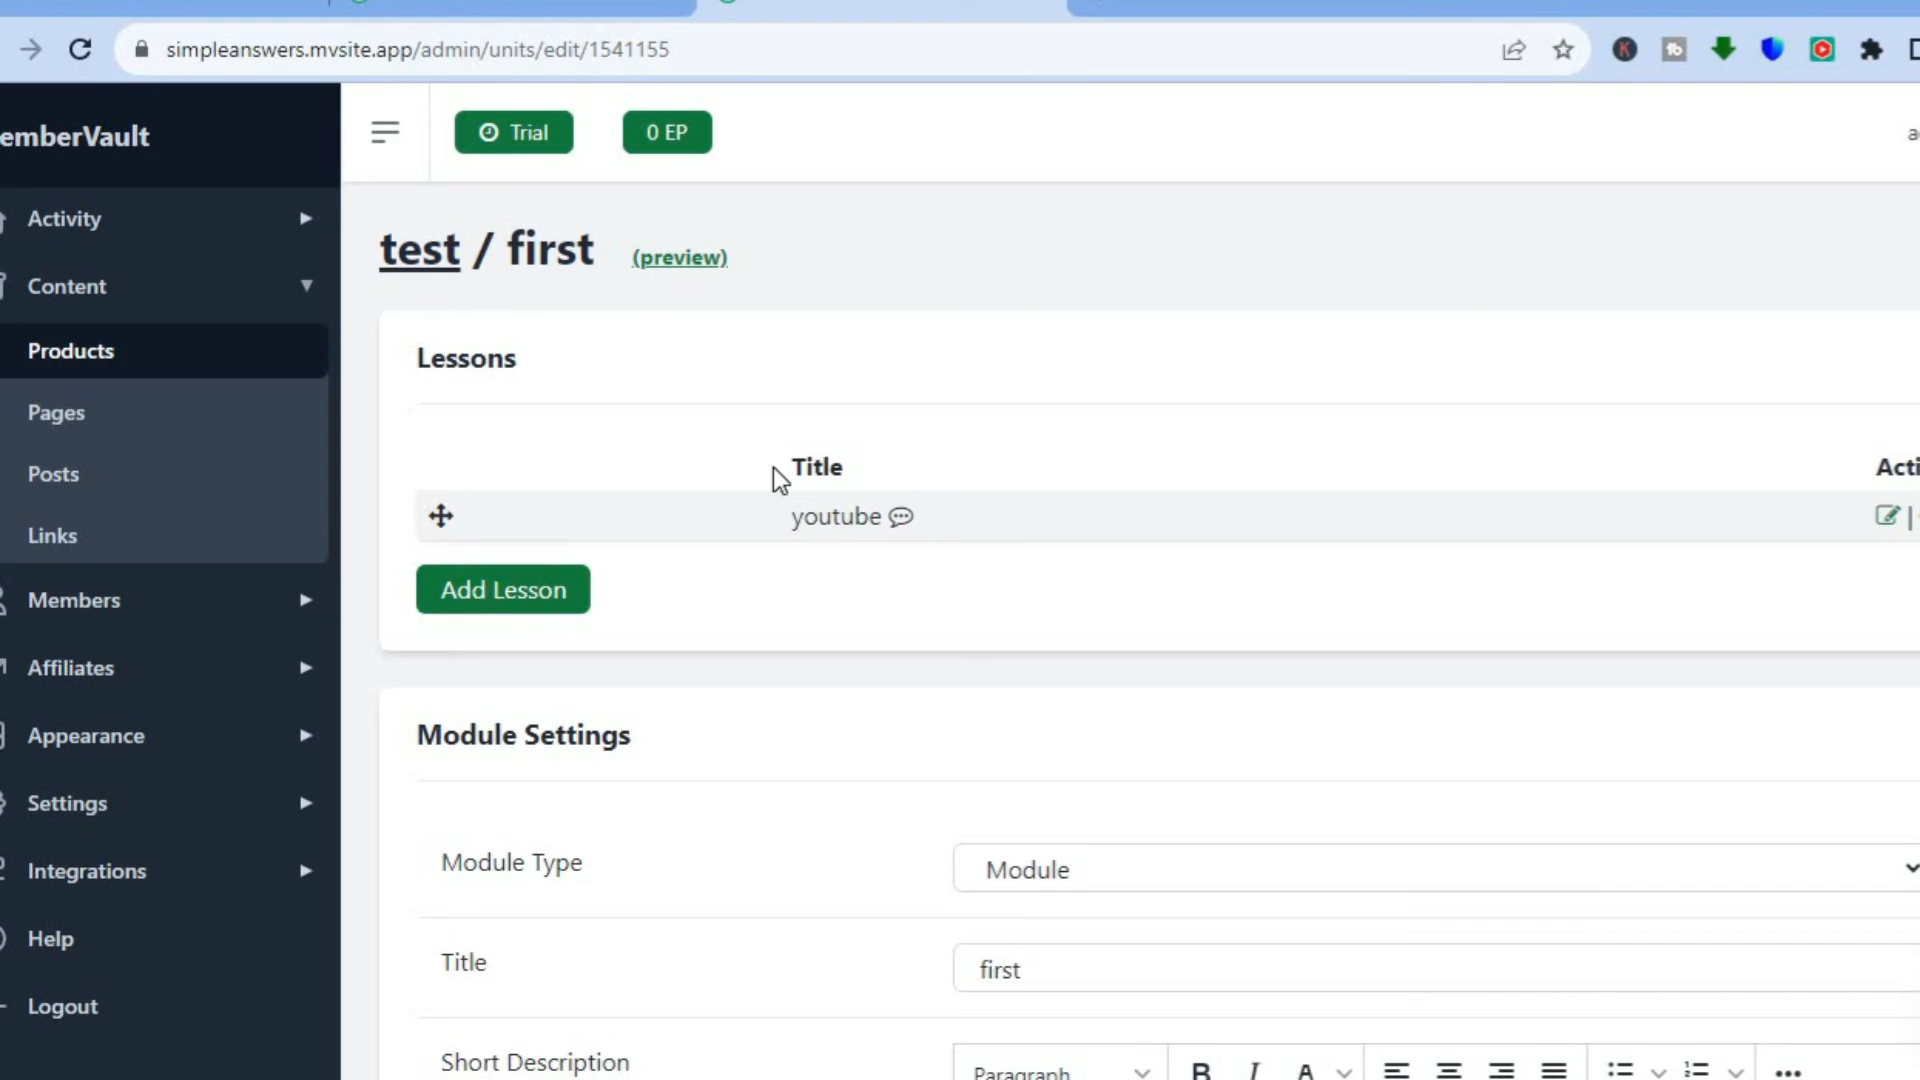 simpleanswers.mvsite.app/admin/units/edit/1541155
emberVault
Trial
0 EP
Activity
Content
Products
Pages
Posts
Links
Members
Affiliates
Appearance
Settings
Integrations
Help
Logout
test / first (preview)
Lessons
Title Acti
youtube
Add Lesson
Module Settings
Module Type Module
Title first
Short Description
Paragraph B I A